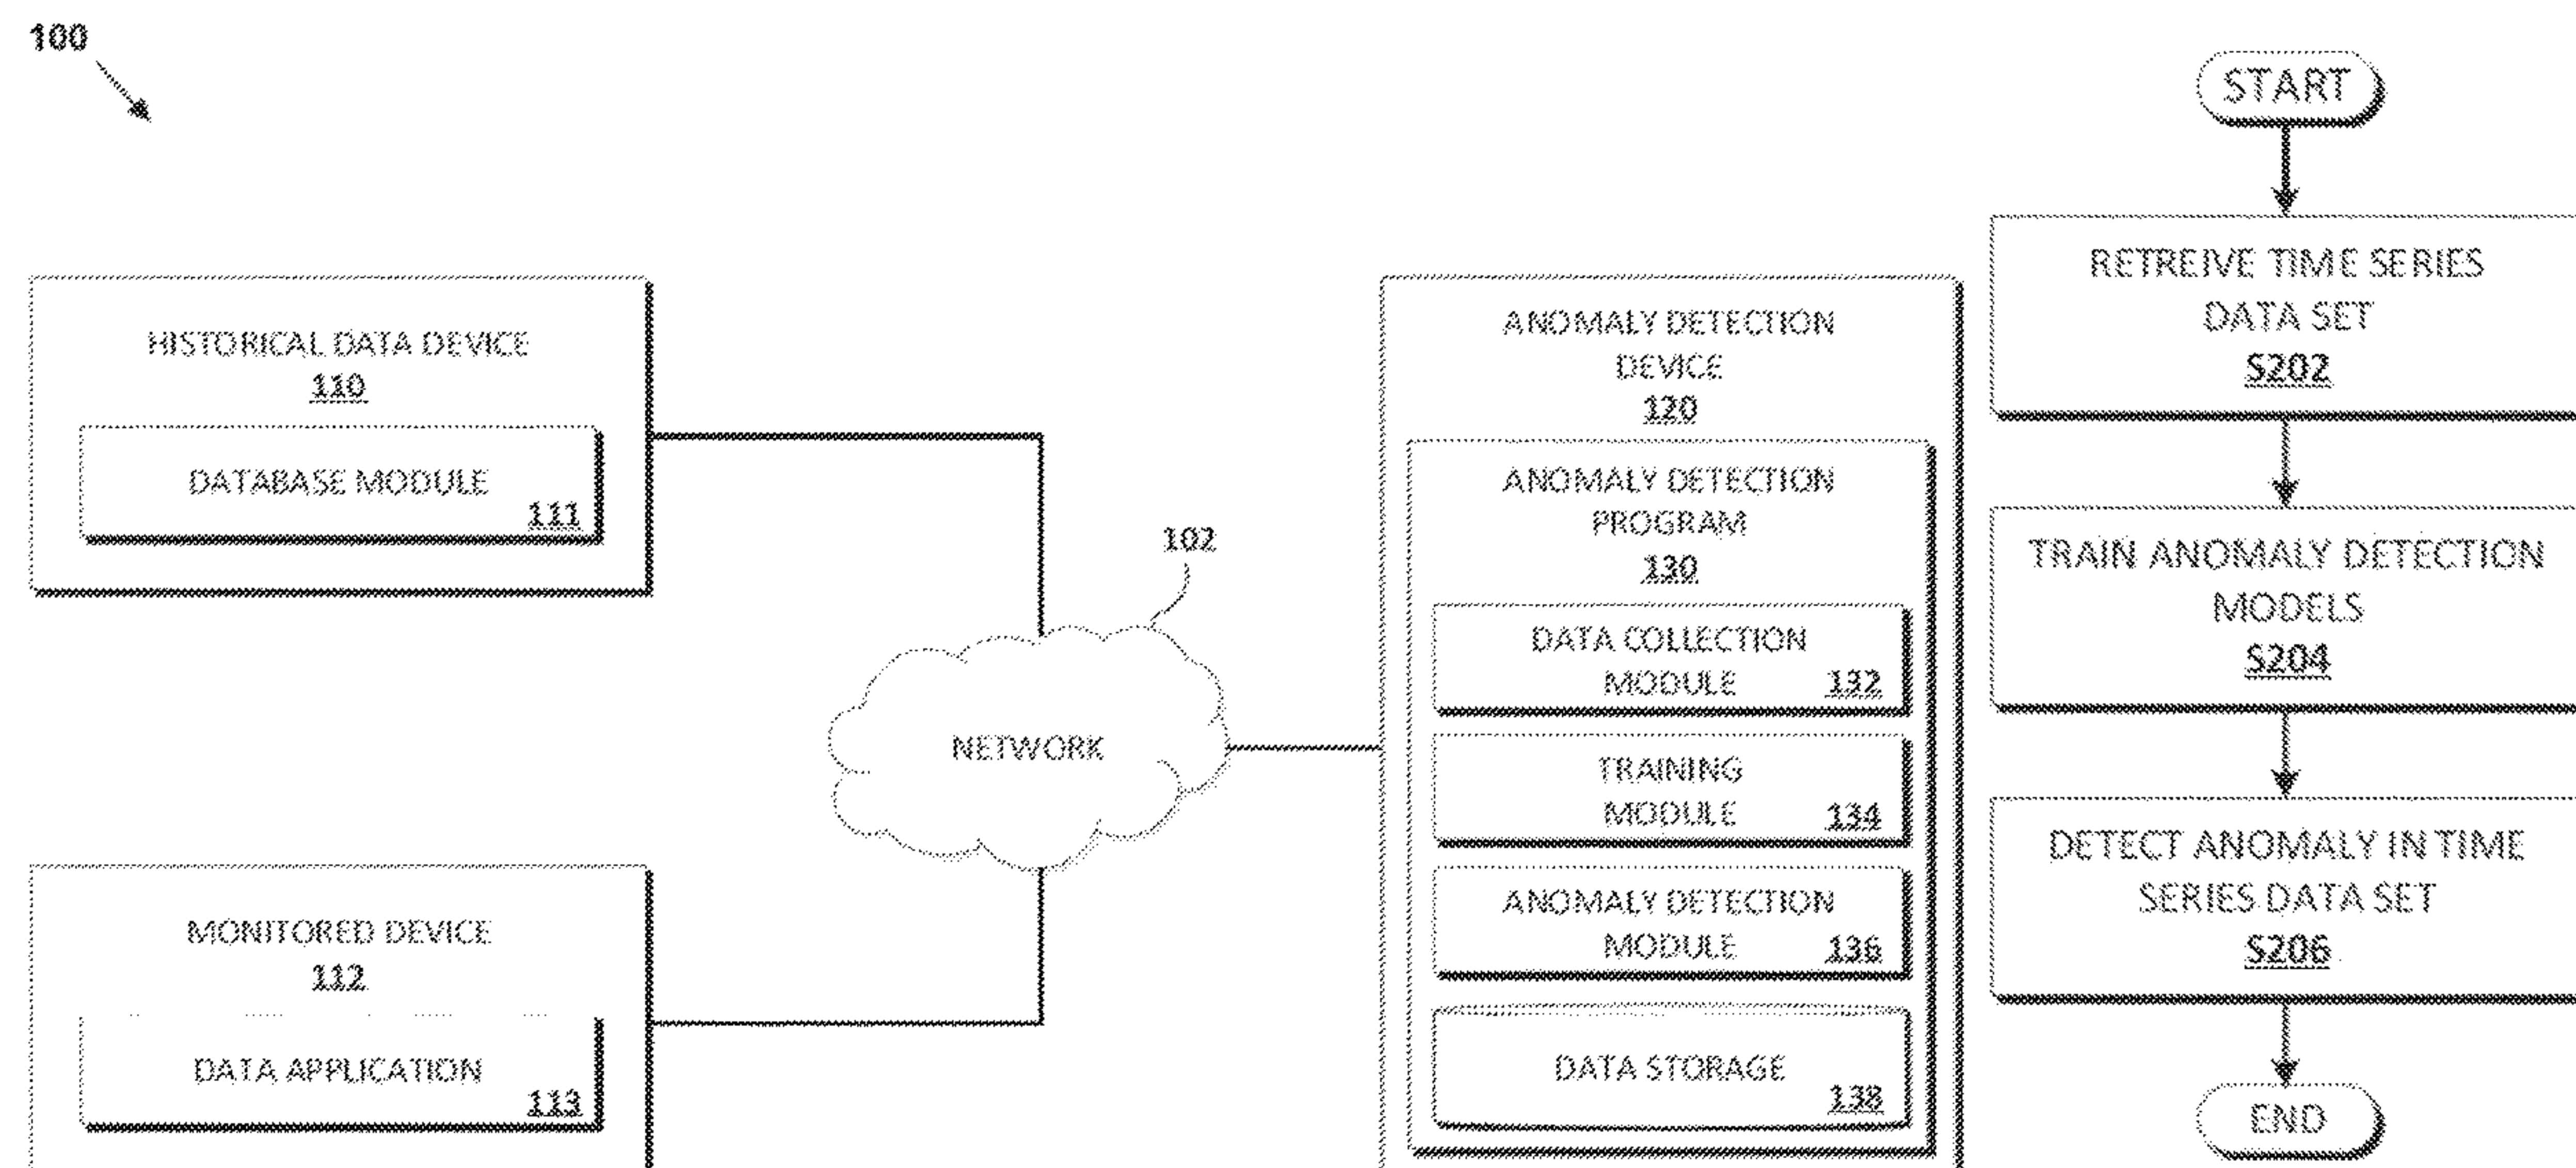 100
HISTORICAL DATA DEVICE
110
DATABASE MODULE
111
MONITORED DEVICE
112
DATA APPLICATION
113
102
NETWORK
ANOMALY DETECTION
DEVICE
120
ANOMALY DETECTION
PROGRAM
130
DATA COLLECTION
MODULE 132
TRAINING
MODULE 134
ANOMALY DETECTION
MODULE 136
DATA STORAGE
138
START
RETREIVE TIME SERIES
DATA SET
S202
TRAIN ANOMALY DETECTION
MODELS
S204
DETECT ANOMALY IN TIME
SERIES DATA SET
S206
END